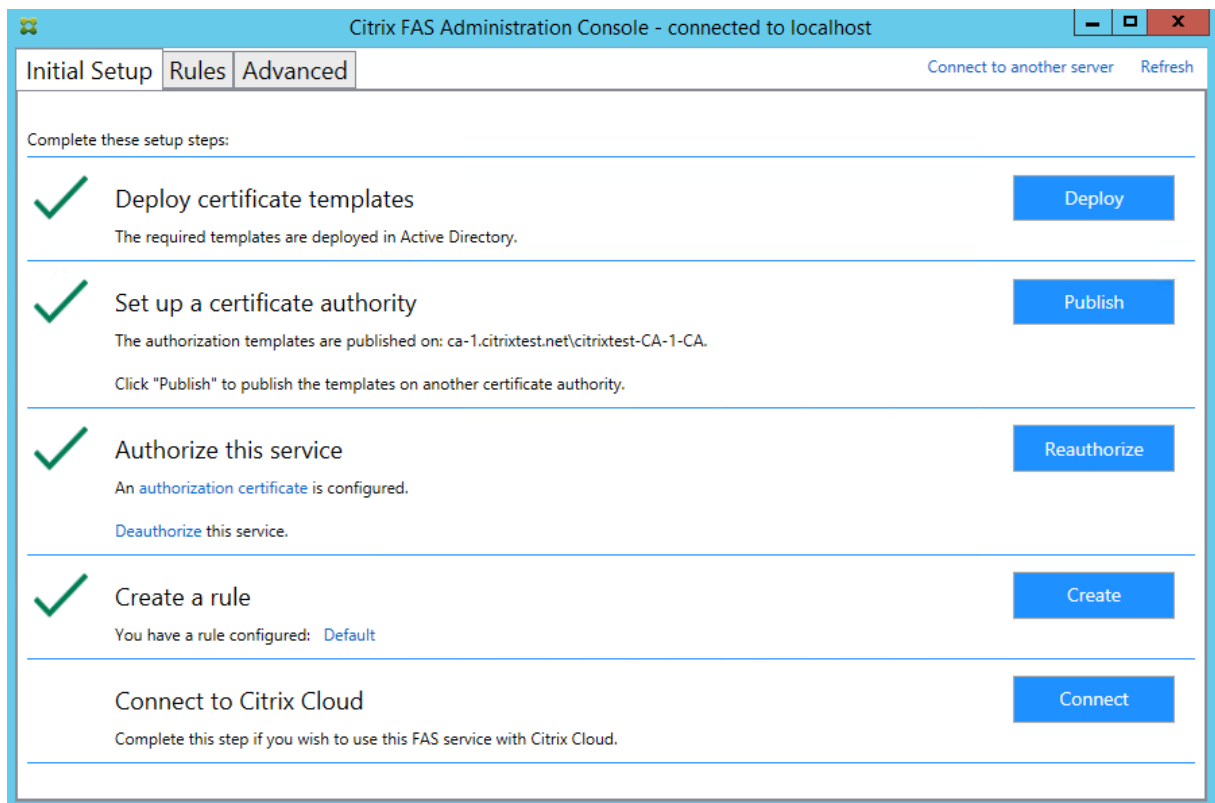 Citrix FAS Administration Console - connected to localhost
Initial Setup Rules Advanced Connect to another server Refresh
Complete these setup steps:
Deploy certificate templates Deploy
The required templates are deployed in Active Directory.
Set up a certificate authority Publish
The authorization templates are published on: ca-1.citrixtest.net\citrixtest-CA-1-CA.
Click "Publish" to publish the templates on another certificate authority.
Authorize this service Reauthorize
An authorization certificate is configured.
Deauthorize this service.
Create a rule Create
You have a rule configured: Default
Connect to Citrix Cloud Connect
Complete this step if you wish to use this FAS service with Citrix Cloud.